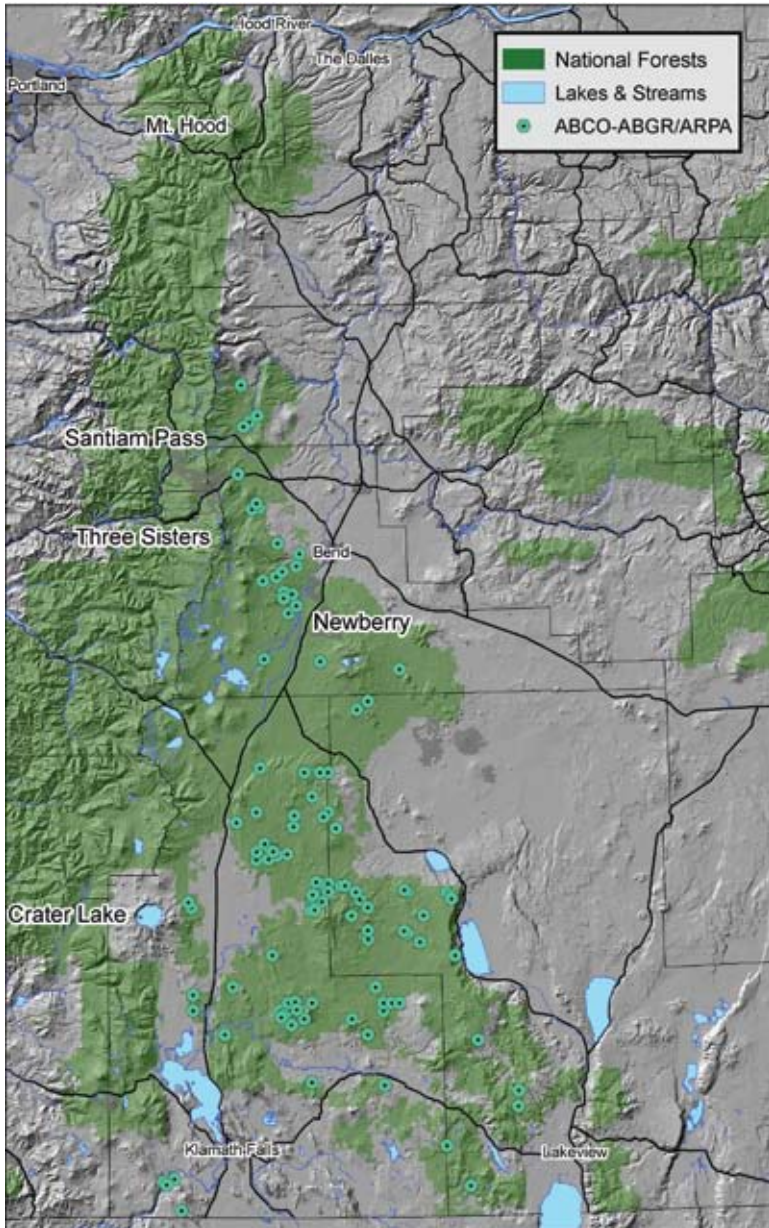 Hood River
The Dalles
Portland
Mt. Hood
National Forests
Lakes & Streams
ABCO-ABGR/ARPA
Santiam Pass
Three Sisters
Bend
Newberry
Crater Lake
Klamath Falls
Lakeview